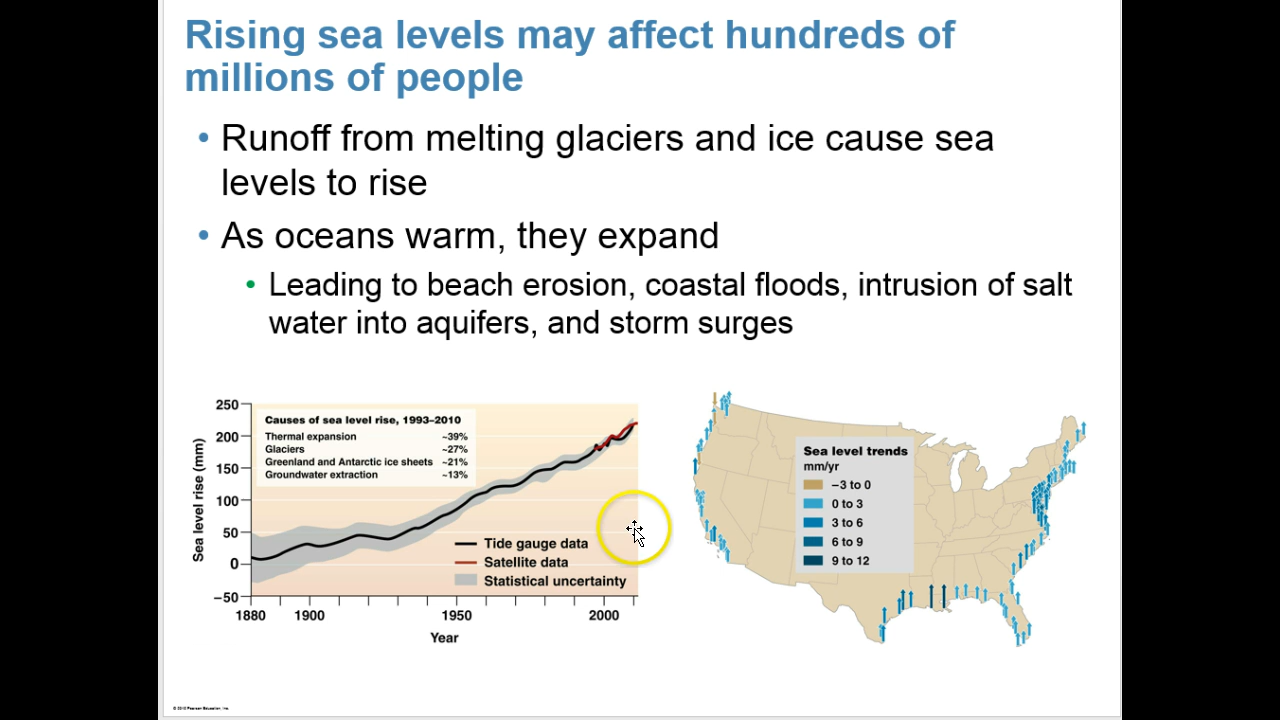 Rising sea levels may affect hundreds of
millions of people
• Runoff from melting glaciers and ice cause sea
levels to rise
• As oceans warm, they expand
• Leading to beach erosion, coastal floods, intrusion of salt
water into aquifers, and storm surges
Sea level rise (mm)
250
200
150
100
50
0
−50
Causes of sea level rise, 1993–2010
Thermal expansion ~39%
Glaciers ~27%
Greenland and Antarctic ice sheets ~21%
Groundwater extraction ~13%
Tide gauge data
Satellite data
Statistical uncertainty
1880 1900 1950 2000
Year
Sea level trends
mm/yr
−3 to 0
0 to 3
3 to 6
6 to 9
9 to 12
Pearson Education, Inc.